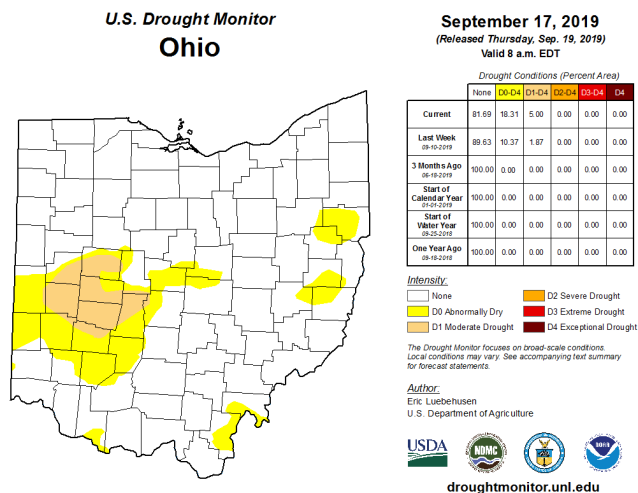 U.S. Drought Monitor
Ohio
September 17, 2019
(Released Thursday, Sep. 19, 2019)
Valid 8 a.m. EDT
Drought Conditions (Percent Area)
None D0-D4 D1-D4 D2-D4 D3-D4 D4
Current 81.69 18.31 5.00 0.00 0.00 0.00
Last Week
09-10-2019 89.63 10.37 1.87 0.00 0.00 0.00
3 Months Ago
06-18-2019 100.00 0.00 0.00 0.00 0.00 0.00
Start of
Calendar Year
01-01-2019 100.00 0.00 0.00 0.00 0.00 0.00
Start of
Water Year
09-25-2018 100.00 0.00 0.00 0.00 0.00 0.00
One Year Ago
09-18-2018 100.00 0.00 0.00 0.00 0.00 0.00
Intensity:
None
D0 Abnormally Dry
D1 Moderate Drought
D2 Severe Drought
D3 Extreme Drought
D4 Exceptional Drought
The Drought Monitor focuses on broad-scale conditions.
Local conditions may vary. See accompanying text summary
for forecast statements.
Author:
Eric Luebehusen
U.S. Department of Agriculture
USDA
NDMC
NOAA
droughtmonitor.unl.edu